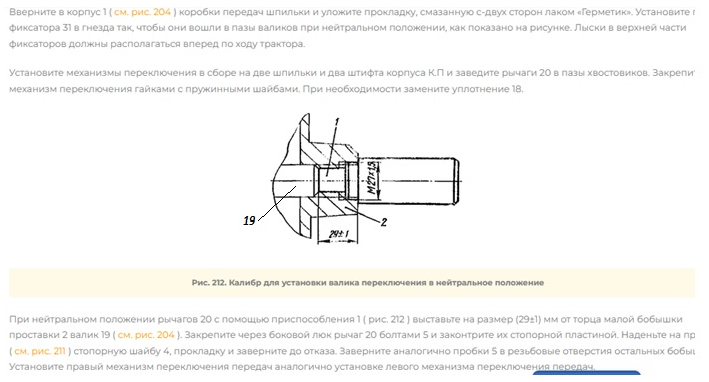 Вверните в корпус 1 ( см. рис. 204 ) коробки передач шпильки и уложите прокладку, смазанную с-двух сторон лаком «Герметик». Установите
фиксатора 31 в гнезда так, чтобы они вошли в пазы валиков при нейтральном положении, как показано на рисунке. Лыски в верхней части
фиксаторов должны располагаться вперед по ходу трактора.
Установите механизмы переключения в сборе на две шпильки и два штифта корпуса К.П и заведите рычаги 20 в пазы хвостовиков. Закрепит
механизм переключения гайками с пружинными шайбами. При необходимости замените уплотнение 18.
1
М27×1,5
19
2
29±1
Рис. 212. Калибр для установки валика переключения в нейтральное положение
При нейтральном положении рычагов 20 с помощью приспособления 1 ( рис. 212 ) выставьте на размер (29±1) мм от торца малой бобышки
проставки 2 валик 19 ( см. рис. 204 ). Закрепите через боковой люк рычаг 20 болтами 5 и законтрите их стопорной пластиной. Наденьте на пр
( см. рис. 211 ) стопорную шайбу 4, прокладку и заверните до отказа. Заверните аналогично пробки 5 в резьбовые отверстия остальных бобыш
Установите правый механизм переключения передач аналогично установке левого механизма переключения передач.